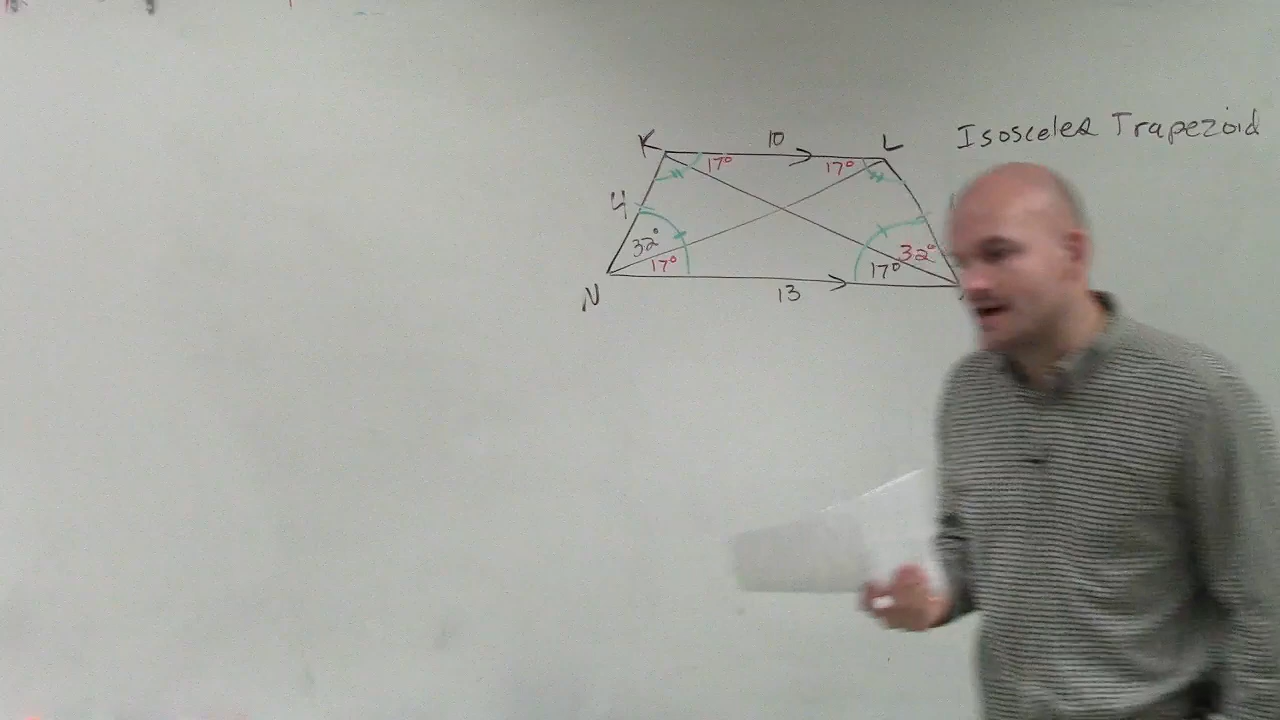 Isosceles Trapezoid
K 10 L
17° 17°
4
32° 32°
17° 17°
N 13